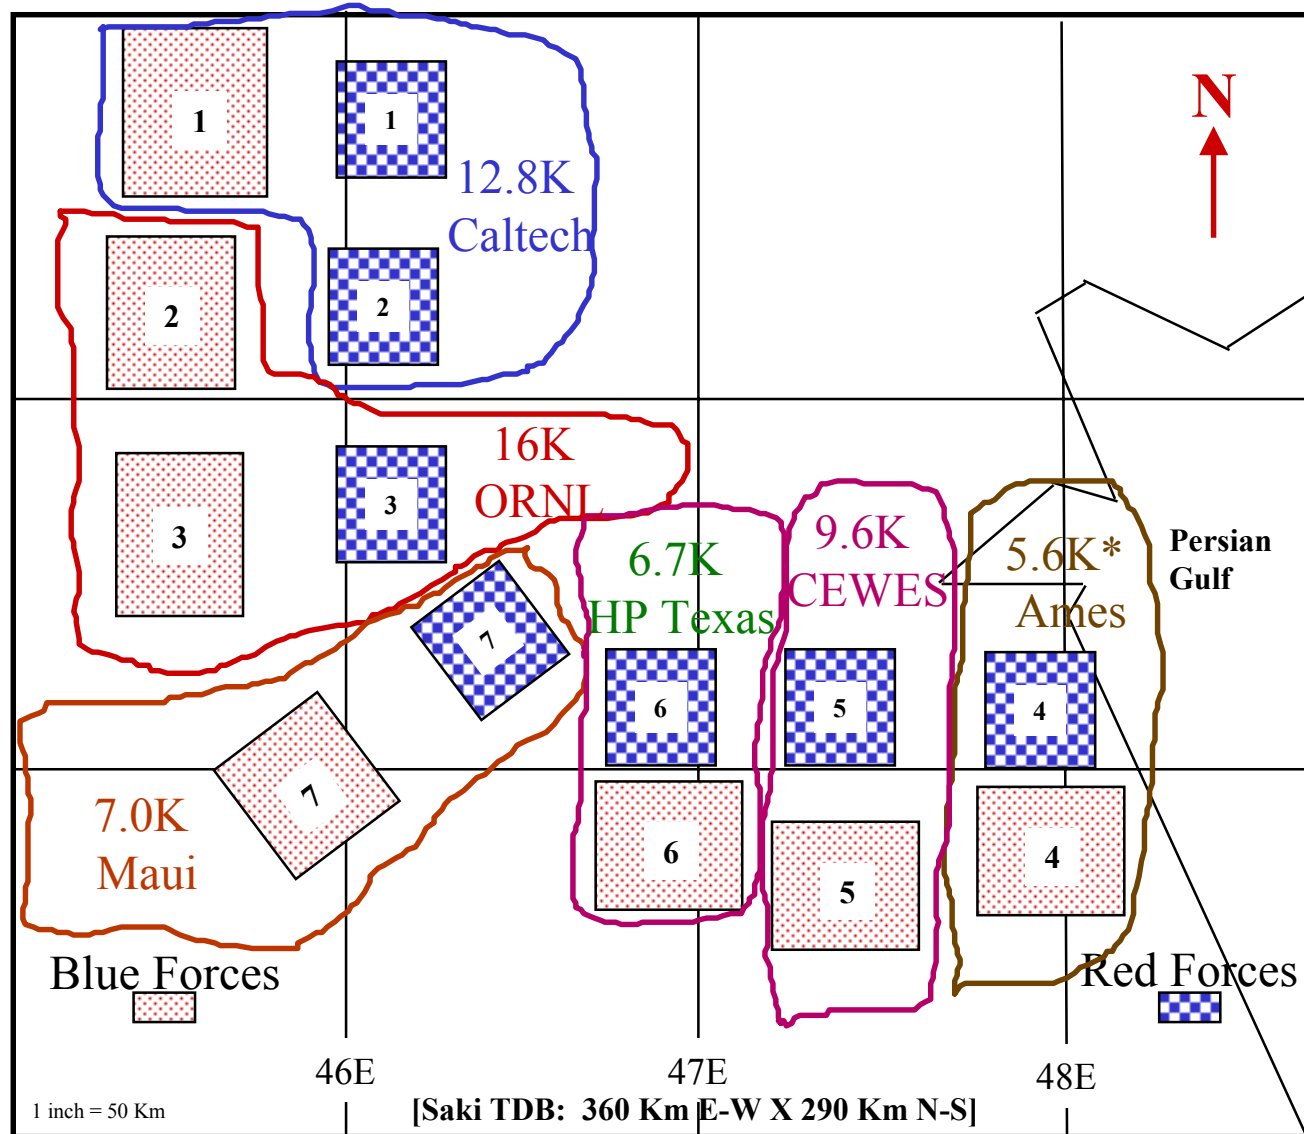 N
1
1
12.8K
Caltech
2
2
16K
ORNL
3
3
6.7K
HP Texas
9.6K
CEWES
5.6K*
Ames
Persian
Gulf
7
6
5
4
7
7.0K
Maui
6
5
4
Blue Forces
Red Forces
46E
47E
48E
1 inch = 50 Km
[Saki TDB: 360 Km E-W X 290 Km N-S]